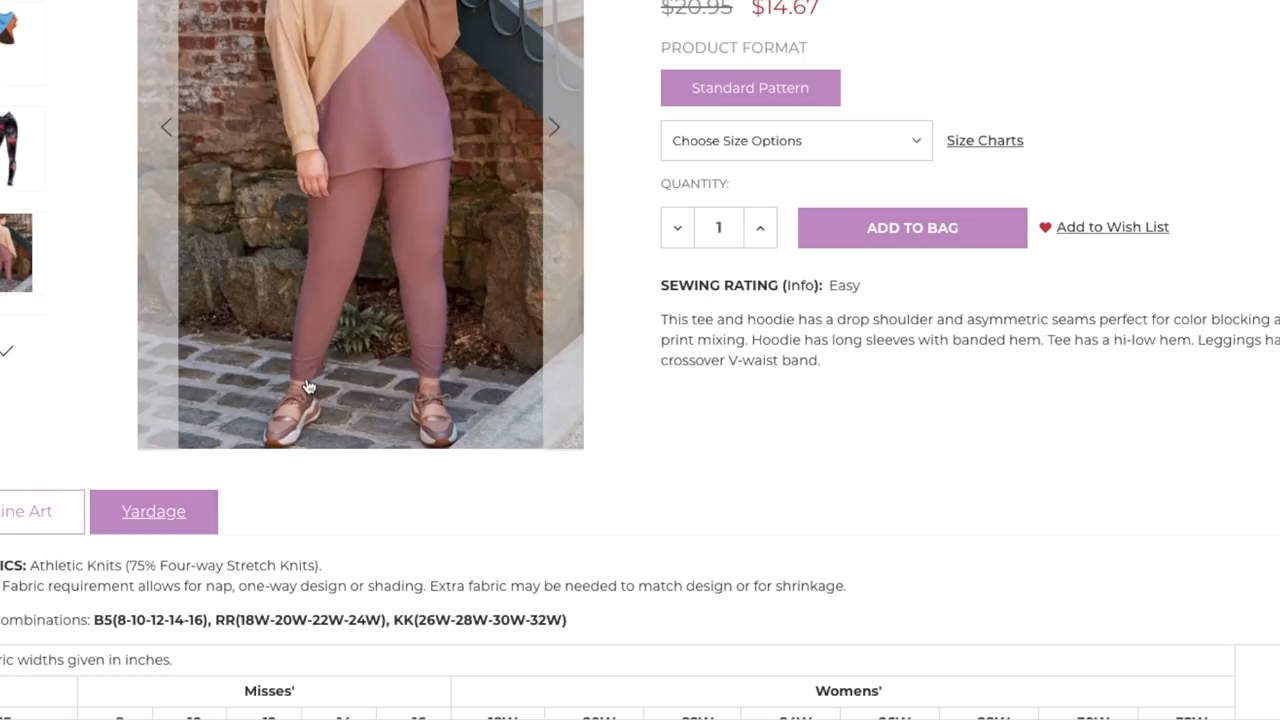 $20.95 $14.67
PRODUCT FORMAT
Standard Pattern
Choose Size Options
Size Charts
QUANTITY:
1
ADD TO BAG
Add to Wish List
SEWING RATING (Info): Easy
This tee and hoodie has a drop shoulder and asymmetric seams perfect for color blocking a
print mixing. Hoodie has long sleeves with banded hem. Tee has a hi-low hem. Leggings ha
crossover V-waist band.
ine Art
Yardage
ICS: Athletic Knits (75% Four-way Stretch Knits).
Fabric requirement allows for nap, one-way design or shading. Extra fabric may be needed to match design or for shrinkage.
ombinations: B5(8-10-12-14-16), RR(18W-20W-22W-24W), KK(26W-28W-30W-32W)
ric widths given in inches.
Misses' Womens'